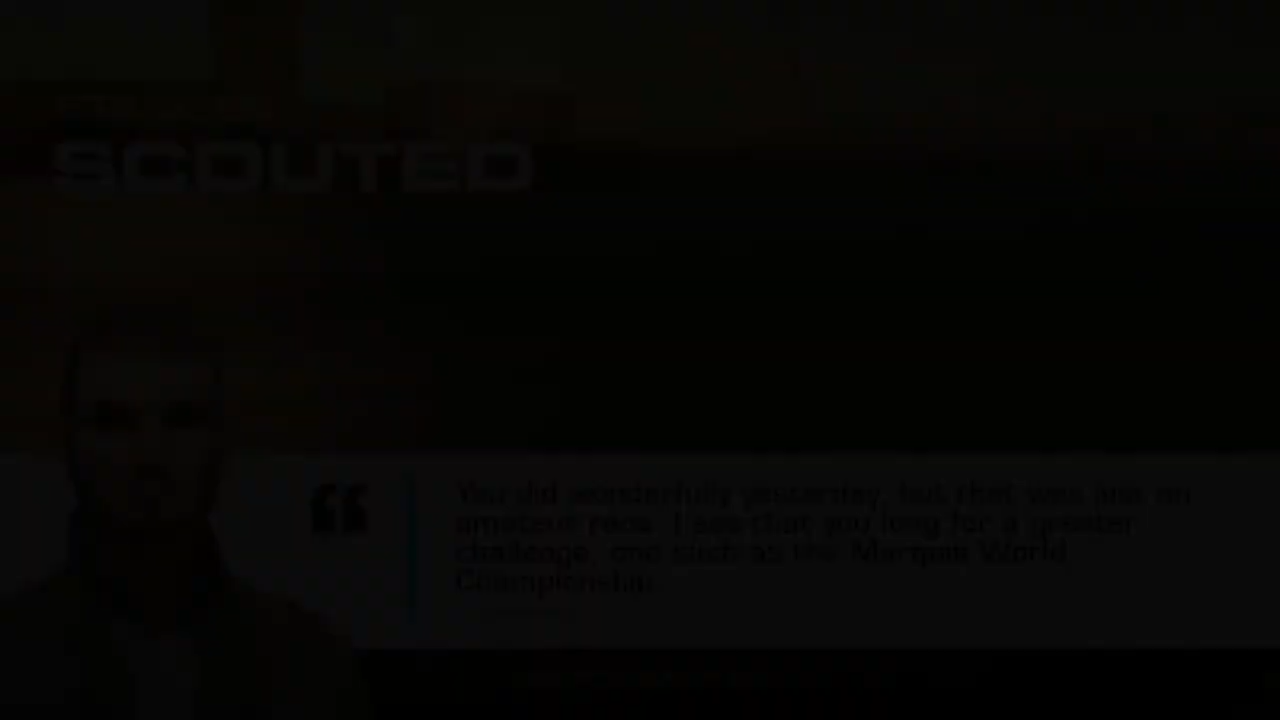 SCOUTED
You did wonderfully yesterday, but that was just an
amateur race. I see that you long for a greater
challenge, one such as the Marquis World
Championship.